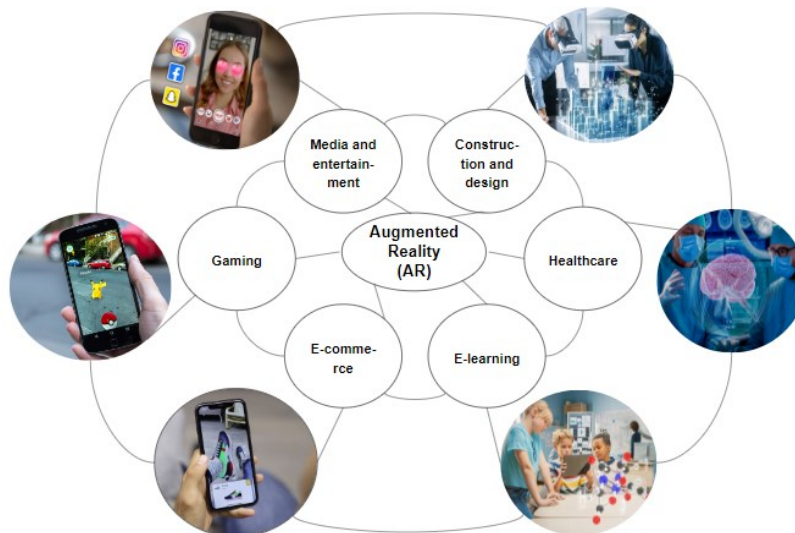 Media and
entertain-
ment
Construc-
tion and
design
Gaming
Augmented
Reality
(AR)
Healthcare
E-comme-
rce
E-learning